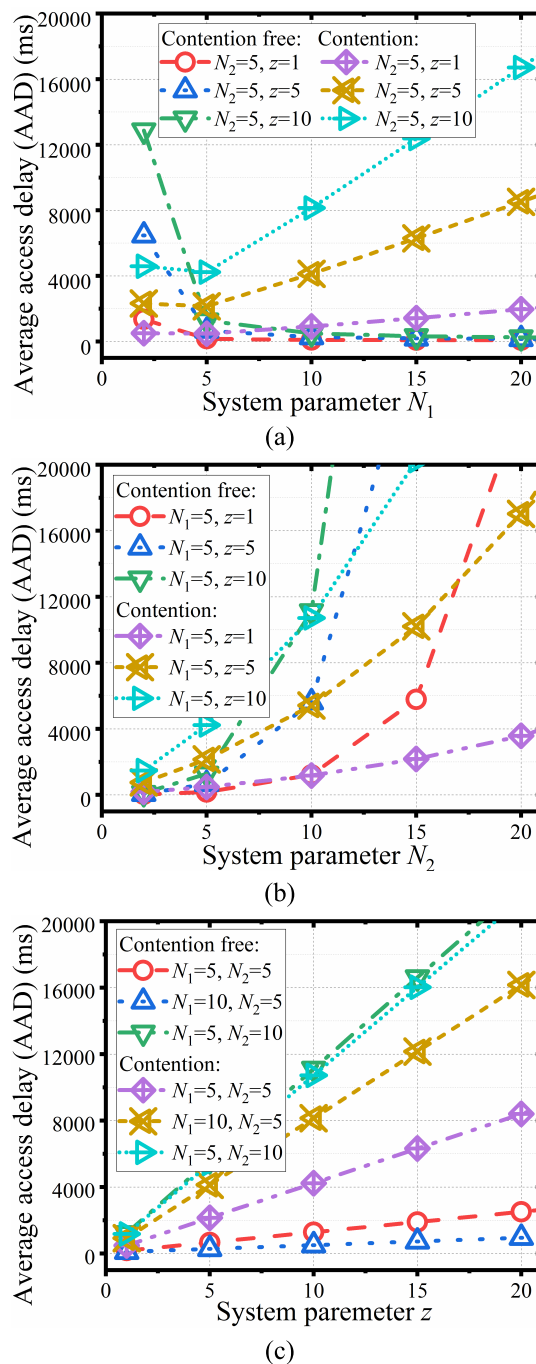 Average access delay (AAD) (ms)
20000
16000
12000
8000
4000
0
Contention free:
N₂=5, z=1
N₂=5, z=5
N₂=5, z=10
Contention:
N₂=5, z=1
N₂=5, z=5
N₂=5, z=10
0 5 10 15 20
System parameter N₁
(a)
Average access delay (AAD) (ms)
20000
16000
12000
8000
4000
0
Contention free:
N₁=5, z=1
N₁=5, z=5
N₁=5, z=10
Contention:
N₁=5, z=1
N₁=5, z=5
N₁=5, z=10
0 5 10 15 20
System parameter N₂
(b)
Average access delay (AAD) (ms)
20000
16000
12000
8000
4000
0
Contention free:
N₁=5, N₂=5
N₁=10, N₂=5
N₁=5, N₂=10
Contention:
N₁=5, N₂=5
N₁=10, N₂=5
N₁=5, N₂=10
0 5 10 15 20
System paremeter z
(c)